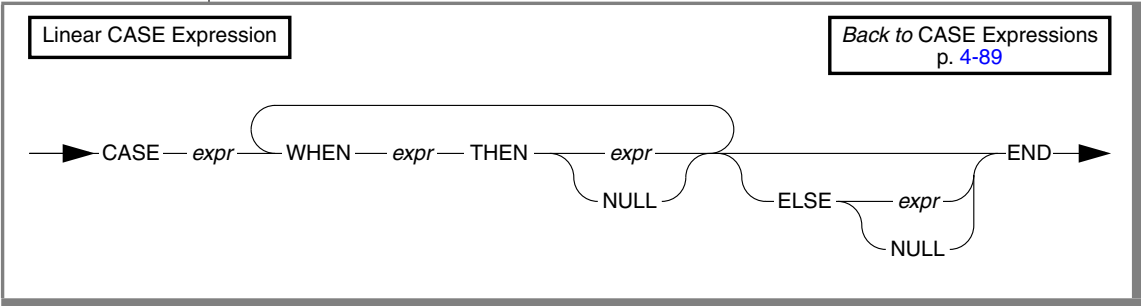 Linear CASE Expression
Back to CASE Expressions
p. 4-89
CASE expr WHEN expr THEN expr END
NULL ELSE expr
NULL